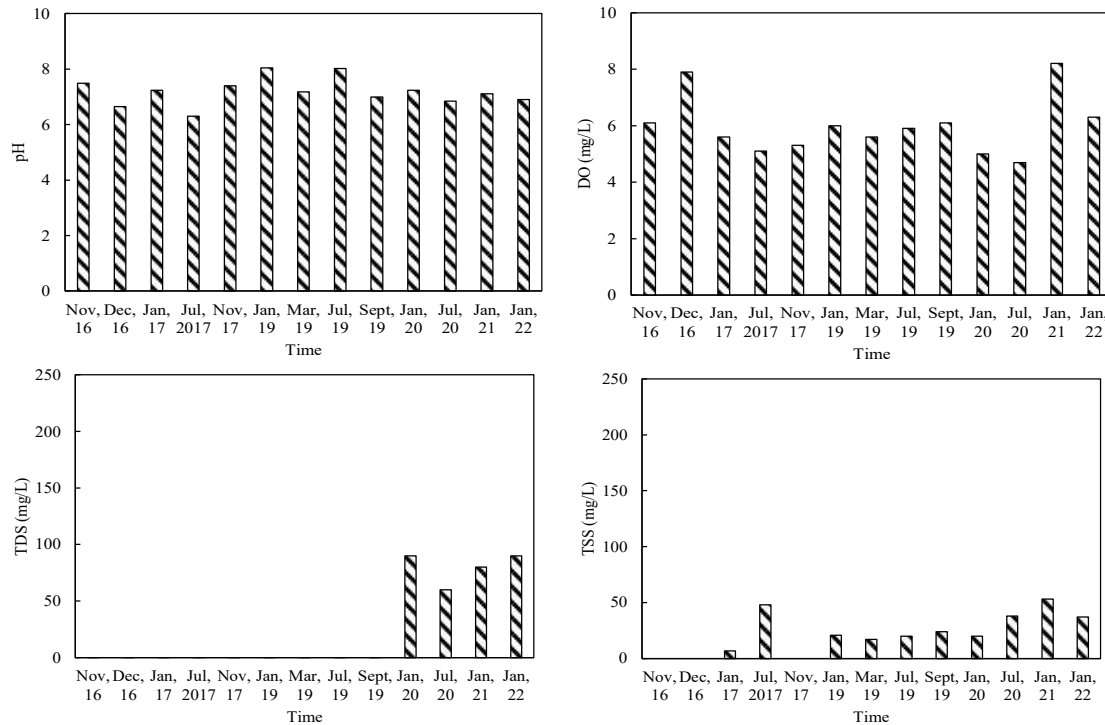 10
8
6
4
2
0
pH
Nov, Dec, Jan, Jul, Nov, Jan, Mar, Jul, Sept, Jan, Jul, Jan, Jan,
16 16 17 2017 17 19 19 19 19 20 20 21 22
Time
10
8
6
4
2
0
DO (mg/L)
Nov, Dec, Jan, Jul, Nov, Jan, Mar, Jul, Sept, Jan, Jul, Jan, Jan,
16 16 17 2017 17 19 19 19 19 20 20 21 22
Time
250
200
150
100
50
0
TDS (mg/L)
Nov, Dec, Jan, Jul, Nov, Jan, Mar, Jul, Sept, Jan, Jul, Jan, Jan,
16 16 17 2017 17 19 19 19 19 20 20 21 22
Time
250
200
150
100
50
0
TSS (mg/L)
Nov, Dec, Jan, Jul, Nov, Jan, Mar, Jul, Sept, Jan, Jul, Jan, Jan,
16 16 17 2017 17 19 19 19 19 20 20 21 22
Time